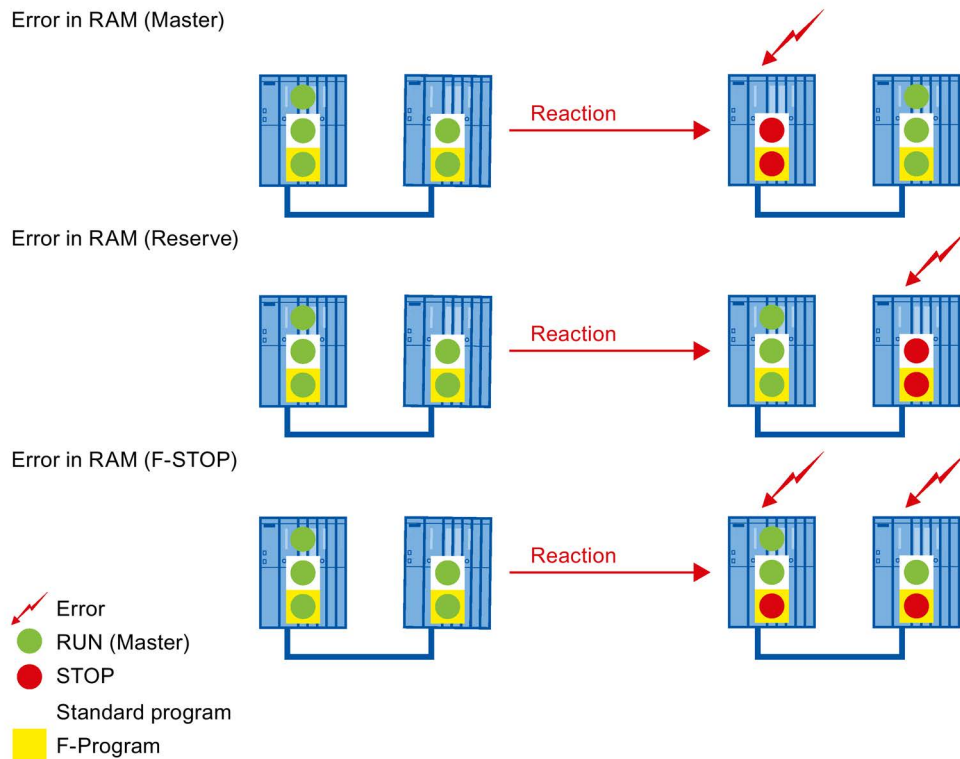 Error in RAM (Master)
Reaction
Error in RAM (Reserve)
Reaction
Error in RAM (F-STOP)
Reaction
Error
RUN (Master)
STOP
Standard program
F-Program